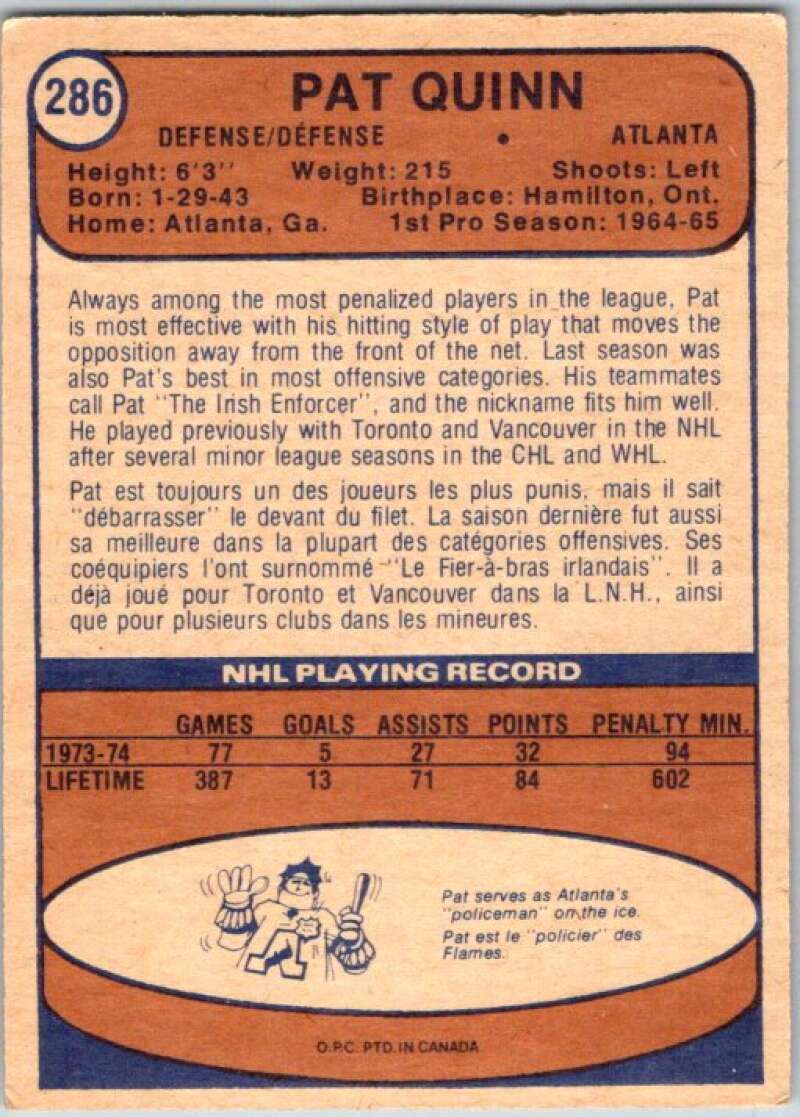 286
PAT QUINN
DEFENSE/DÉFENSE • ATLANTA
Height: 6'3'' Weight: 215 Shoots: Left
Born: 1-29-43 Birthplace: Hamilton, Ont.
Home: Atlanta, Ga. 1st Pro Season: 1964-65
Always among the most penalized players in the league, Pat
is most effective with his hitting style of play that moves the
opposition away from the front of the net. Last season was
also Pat's best in most offensive categories. His teammates
call Pat "The Irish Enforcer", and the nickname fits him well.
He played previously with Toronto and Vancouver in the NHL
after several minor league seasons in the CHL and WHL.
Pat est toujours un des joueurs les plus punis, mais il sait
"débarrasser" le devant du filet. La saison dernière fut aussi
sa meilleure dans la plupart des catégories offensives. Ses
coéquipiers l'ont surnommé "Le Fier-à-bras irlandais". Il a
déjà joué pour Toronto et Vancouver dans la L.N.H., ainsi
que pour plusieurs clubs dans les mineures.
NHL PLAYING RECORD
GAMES GOALS ASSISTS POINTS PENALTY MIN.
1973-74 77 5 27 32 94
LIFETIME 387 13 71 84 602
Pat serves as Atlanta's
"policeman" on the ice.
Pat est le "policier" des
Flames.
O.P.C. PTD. IN CANADA